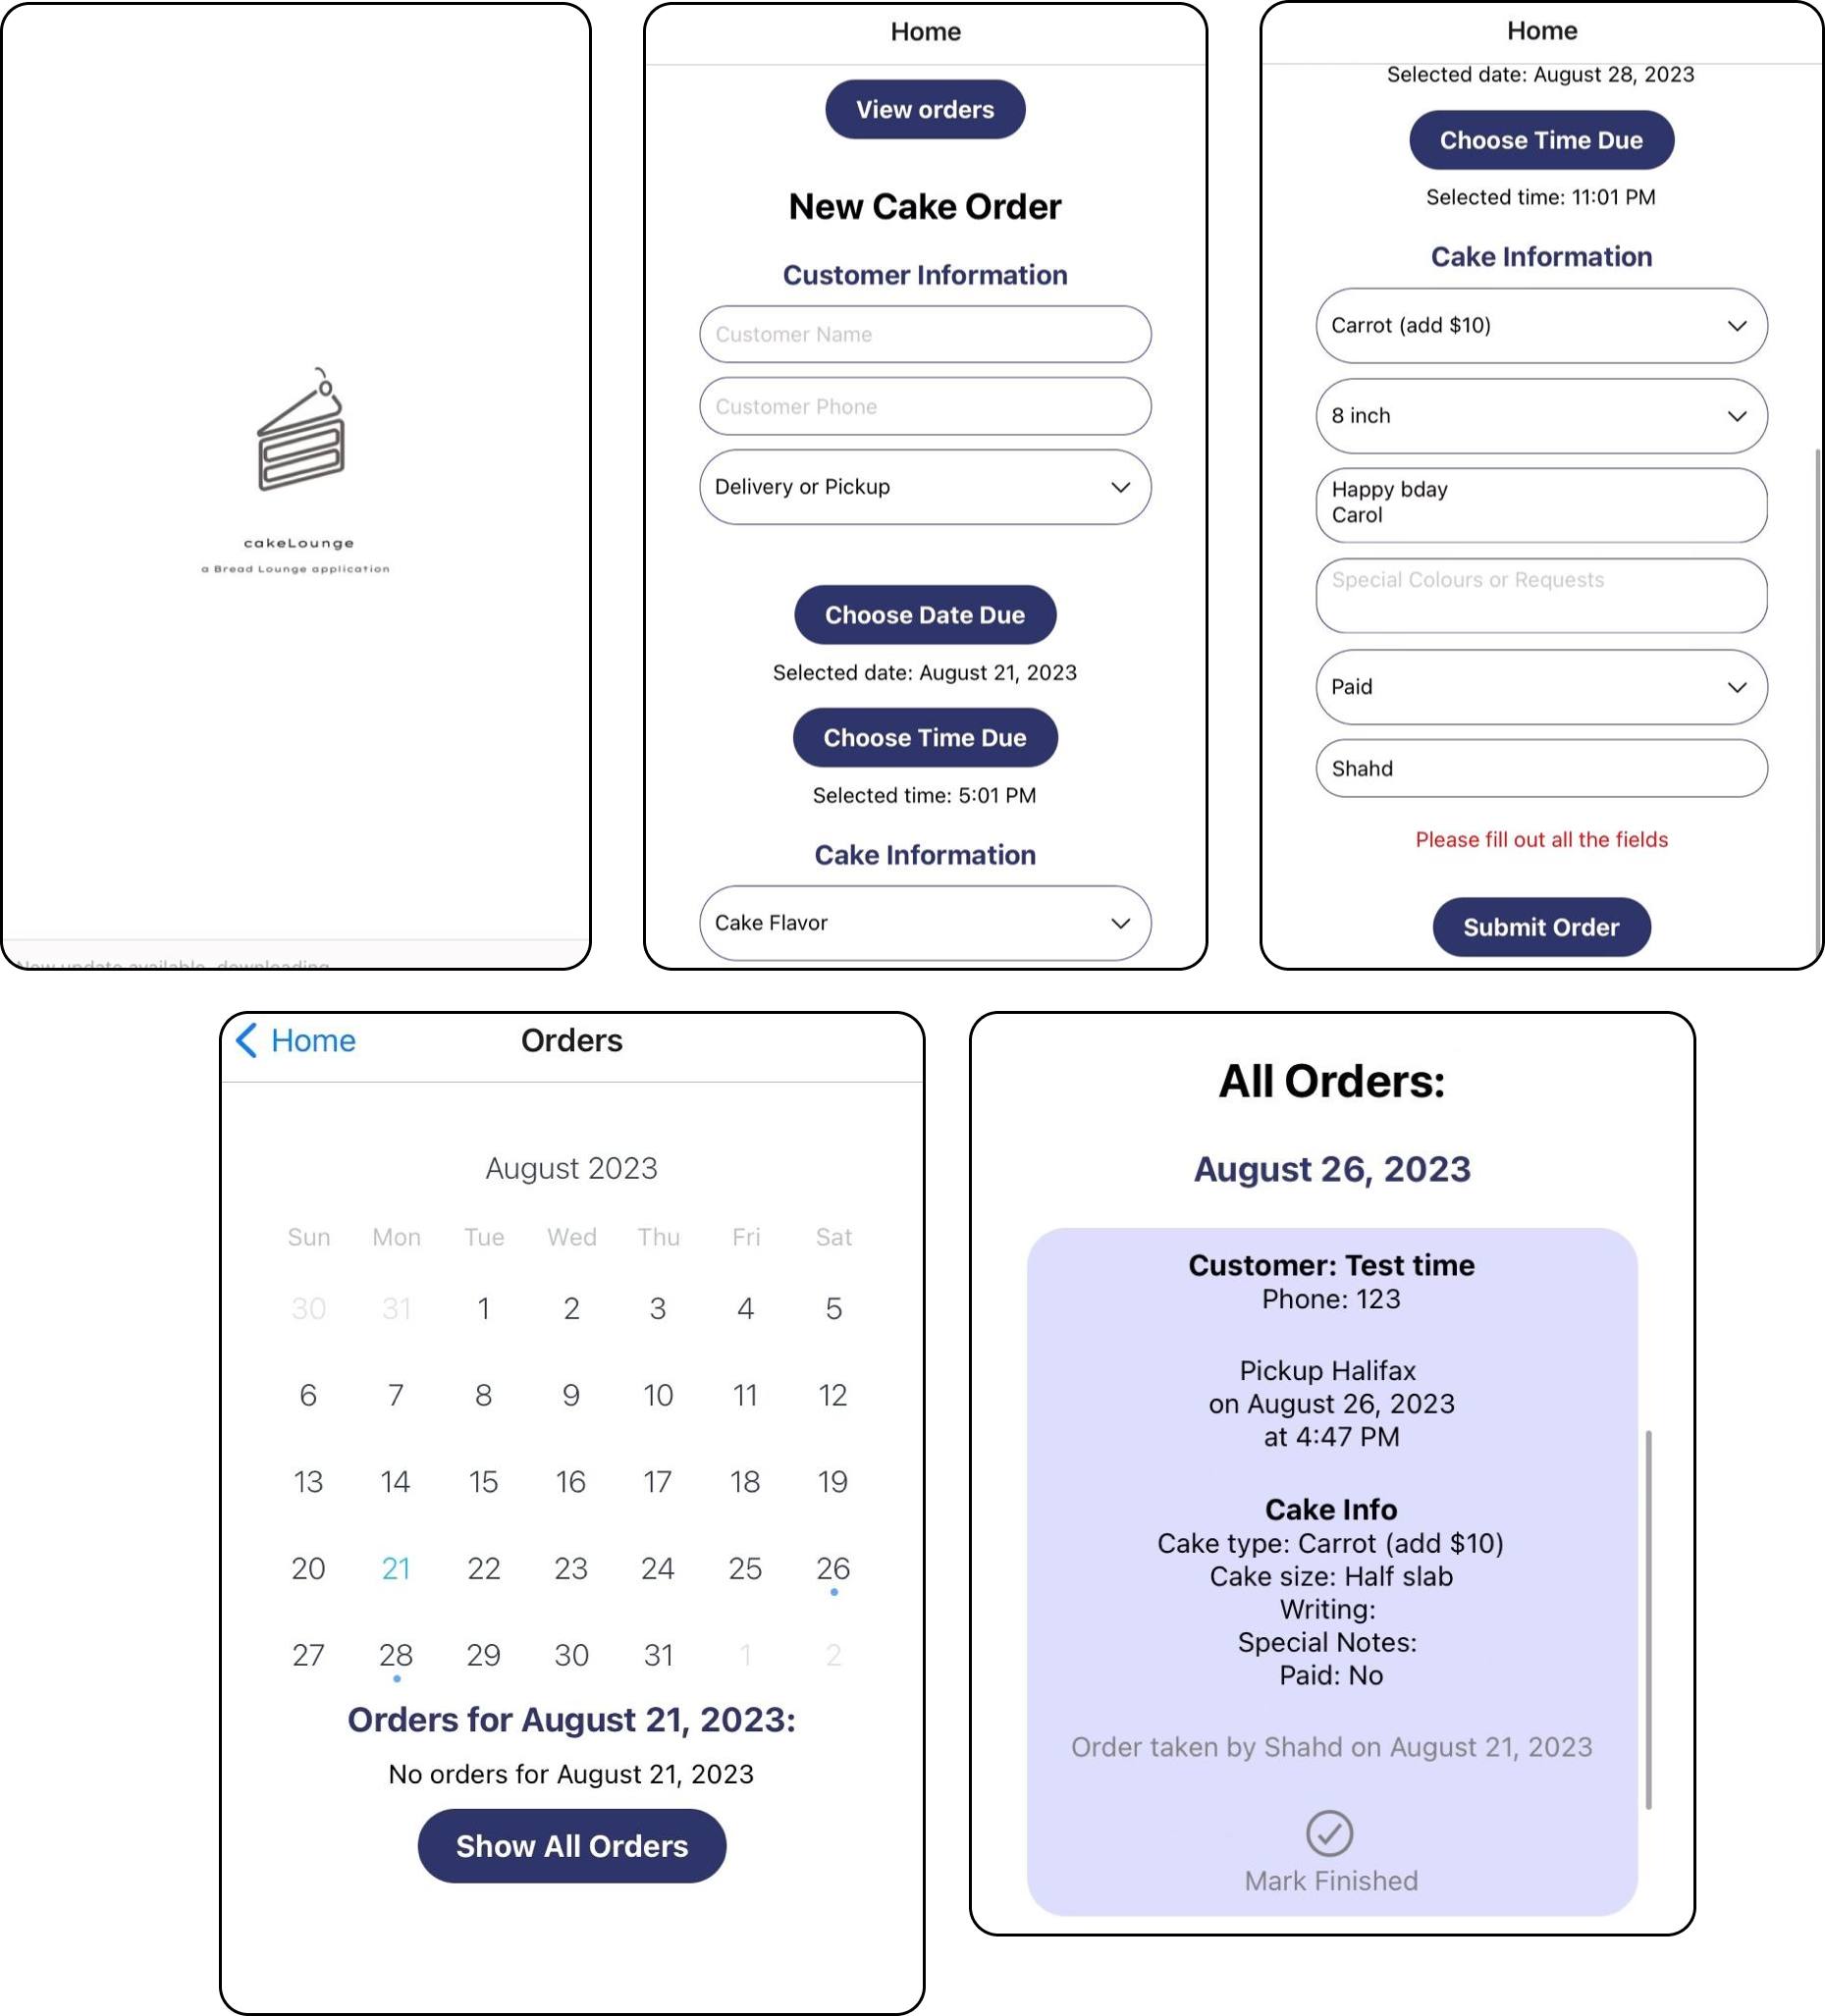 cakeLounge
a Bread Lounge application
New update available, downloading
Home
View orders
New Cake Order
Customer Information
Customer Name
Customer Phone
Delivery or Pickup
Choose Date Due
Selected date: August 21, 2023
Choose Time Due
Selected time: 5:01 PM
Cake Information
Cake Flavor
Home
Selected date: August 28, 2023
Choose Time Due
Selected time: 11:01 PM
Cake Information
Carrot (add $10)
8 inch
Happy bday
Carol
Special Colours or Requests
Paid
Shahd
Please fill out all the fields
Submit Order
Home Orders
August 2023
Sun Mon Tue Wed Thu Fri Sat
30 31 1 2 3 4 5
6 7 8 9 10 11 12
13 14 15 16 17 18 19
20 21 22 23 24 25 26
27 28 29 30 31 1 2
Orders for August 21, 2023:
No orders for August 21, 2023
Show All Orders
All Orders:
August 26, 2023
Customer: Test time
Phone: 123
Pickup Halifax
on August 26, 2023
at 4:47 PM
Cake Info
Cake type: Carrot (add $10)
Cake size: Half slab
Writing:
Special Notes:
Paid: No
Order taken by Shahd on August 21, 2023
Mark Finished